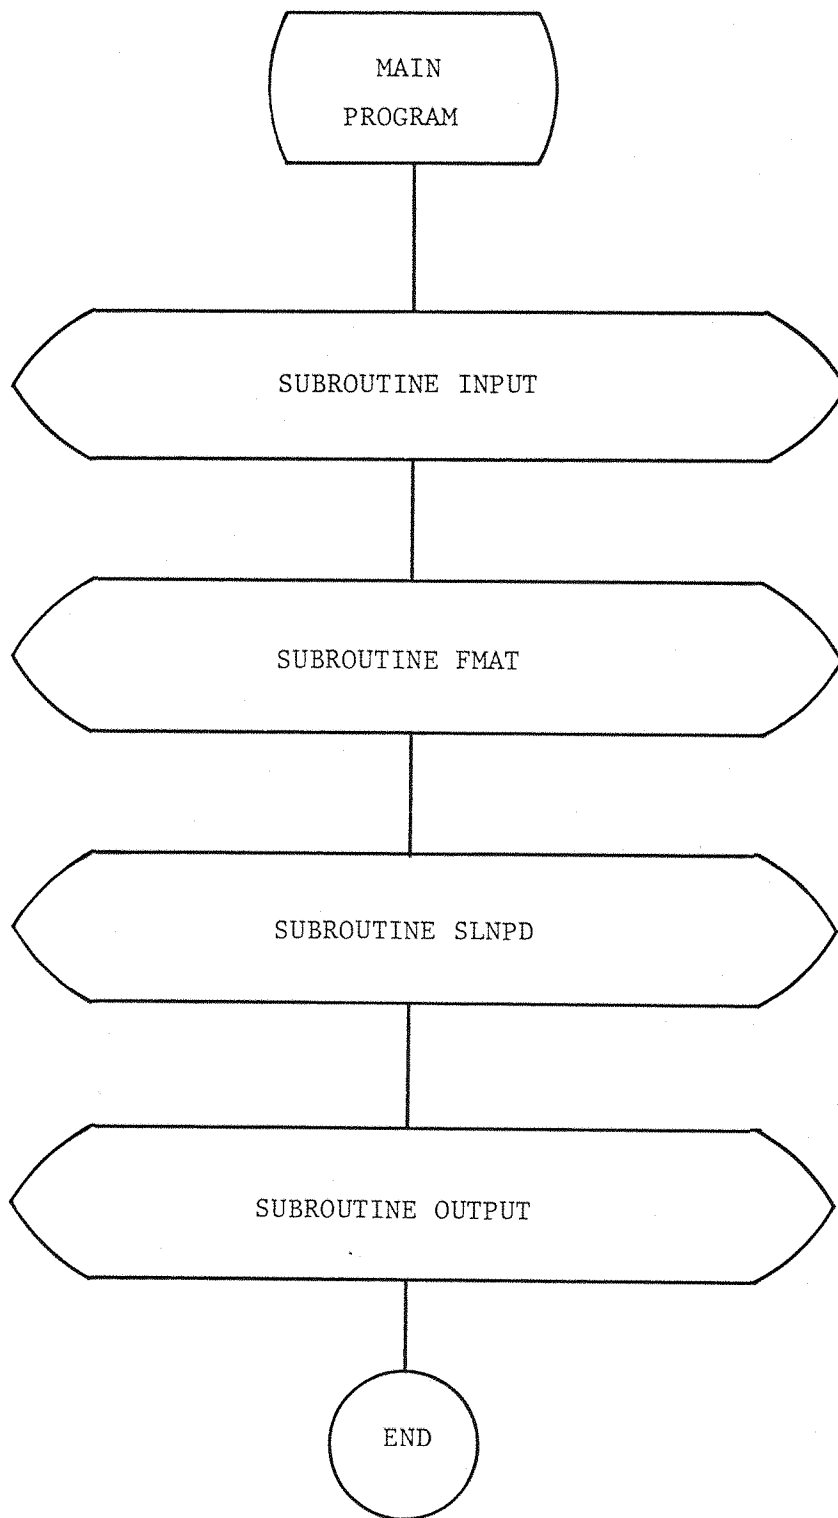 MAIN
PROGRAM
SUBROUTINE INPUT
SUBROUTINE FMAT
SUBROUTINE SLNPD
SUBROUTINE OUTPUT
END